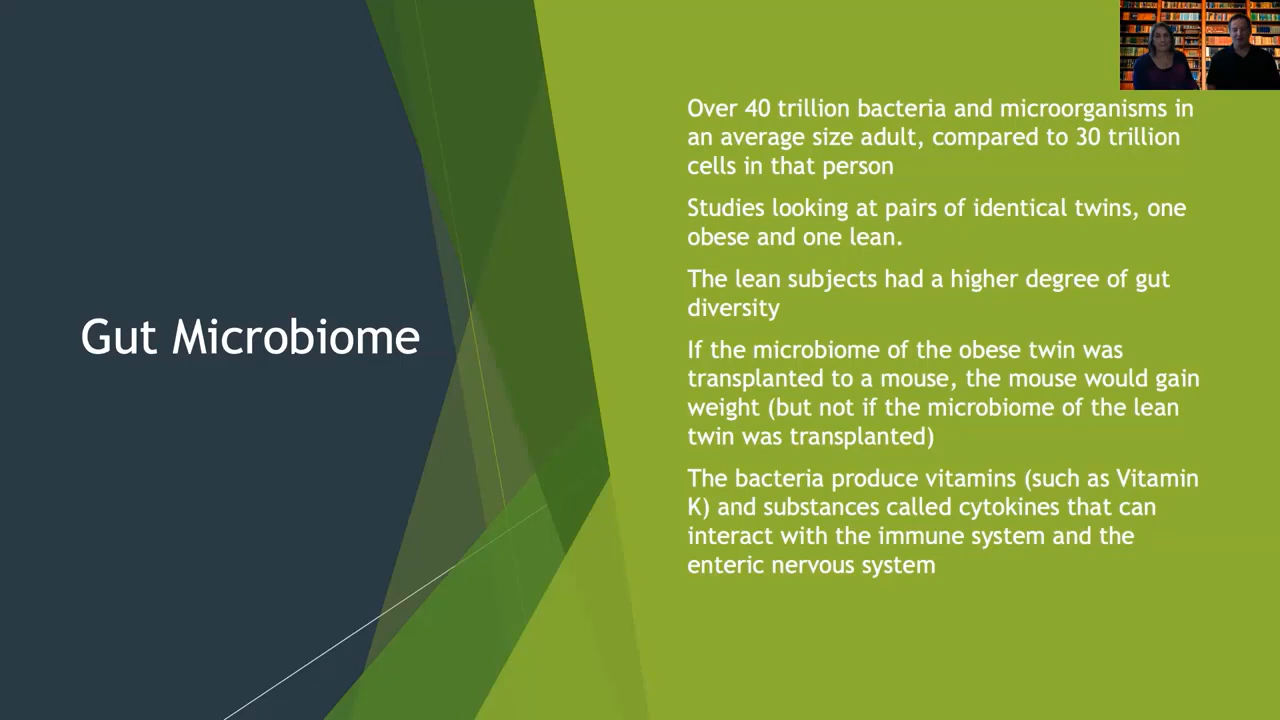 Gut Microbiome
Over 40 trillion bacteria and microorganisms in
an average size adult, compared to 30 trillion
cells in that person
Studies looking at pairs of identical twins, one
obese and one lean.
The lean subjects had a higher degree of gut
diversity
If the microbiome of the obese twin was
transplanted to a mouse, the mouse would gain
weight (but not if the microbiome of the lean
twin was transplanted)
The bacteria produce vitamins (such as Vitamin
K) and substances called cytokines that can
interact with the immune system and the
enteric nervous system